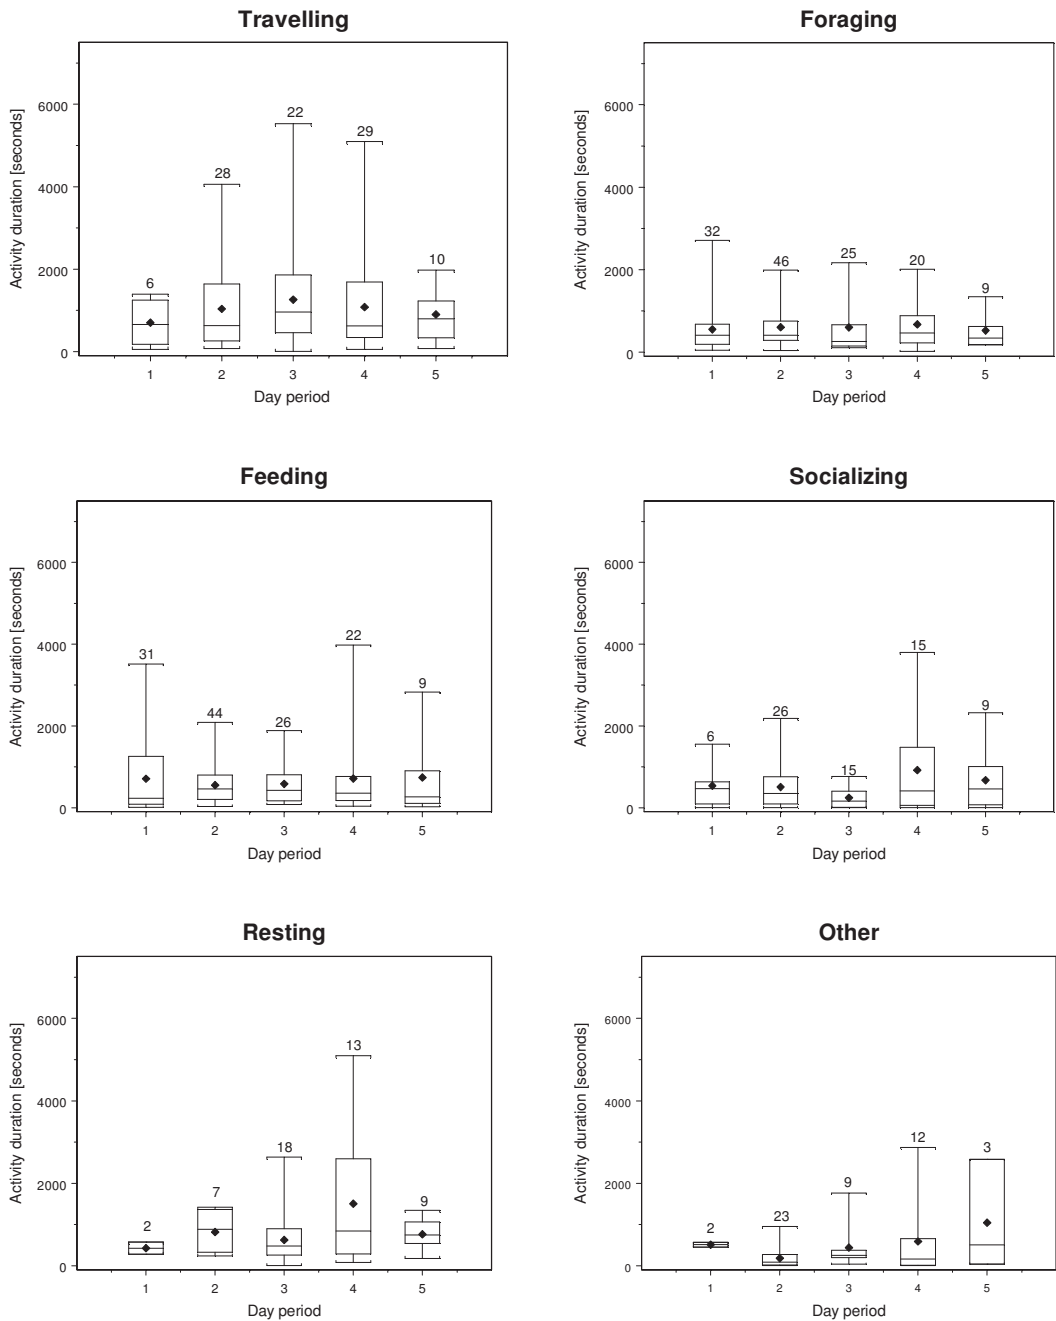 Travelling
Activity duration [seconds]
6000
4000
2000
0
6
28
22
29
10
1 2 3 4 5
Day period
Foraging
Activity duration [seconds]
6000
4000
2000
0
32
46
25
20
9
1 2 3 4 5
Day period
Feeding
Activity duration [seconds]
6000
4000
2000
0
31
44
26
22
9
1 2 3 4 5
Day period
Socializing
Activity duration [seconds]
6000
4000
2000
0
6
26
15
15
9
1 2 3 4 5
Day period
Resting
Activity duration [seconds]
6000
4000
2000
0
2
7
18
13
9
1 2 3 4 5
Day period
Other
Activity duration [seconds]
6000
4000
2000
0
2
23
9
12
3
1 2 3 4 5
Day period